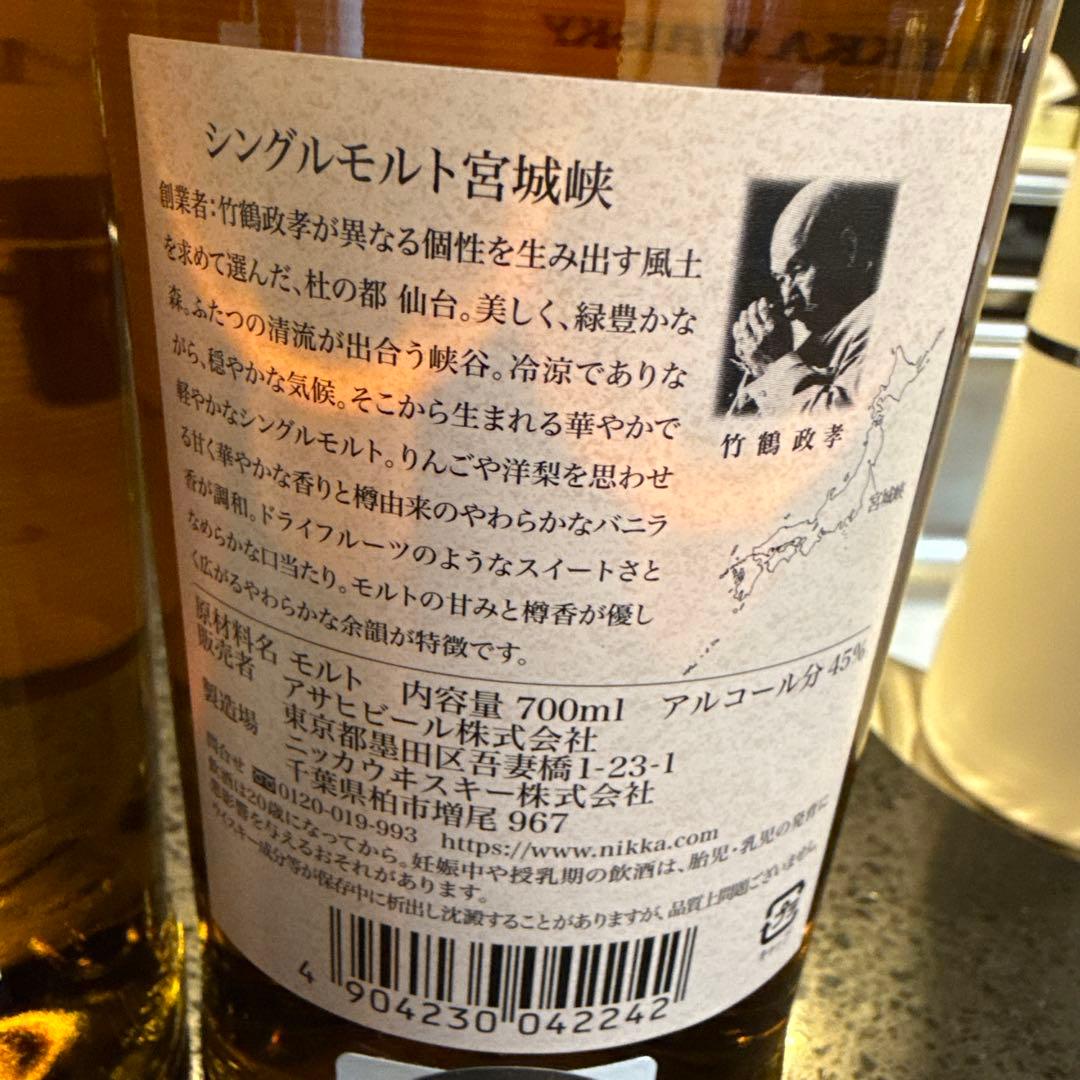 NIKKA WHISKY
シングルモルト宮城峡
創業者：竹鶴政孝が異なる個性を生み出す風土
を求めて選んだ、杜の都 仙台。美しく、緑豊かな
森。ふたつの清流が出合う峡谷。冷涼でありな
がら、穏やかな気候。そこから生まれる華やかで
軽やかなシングルモルト。りんごや洋梨を思わせ
る甘く華やかな香りと樽由来のやわらかなバニラ
香が調和。ドライフルーツのようなスイートさと
なめらかな口当たり。モルトの甘みと樽香が優し
く広がるやわらかな余韻が特徴です。
竹鶴政孝
宮城峡
原材料名 モルト 内容量 700ml アルコール分 45%
販売者 アサヒビール株式会社
東京都墨田区吾妻橋1-23-1
製造場 ニッカウヰスキー株式会社
千葉県柏市増尾 967
問合せ 0120-019-993 https://www.nikka.com
飲酒は20歳になってから。妊娠中や授乳期の飲酒は、胎児・乳児の発育に
悪影響を与えるおそれがあります。
ウイスキー成分等が保存中に析出し沈澱することがありますが、品質上問題ございません。
4 904230 042242